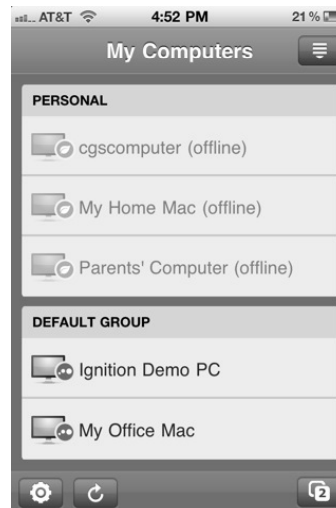 AT&T 4:52 PM 21 %
My Computers
PERSONAL
cgscomputer (offline)
My Home Mac (offline)
Parents' Computer (offline)
DEFAULT GROUP
Ignition Demo PC
My Office Mac
2